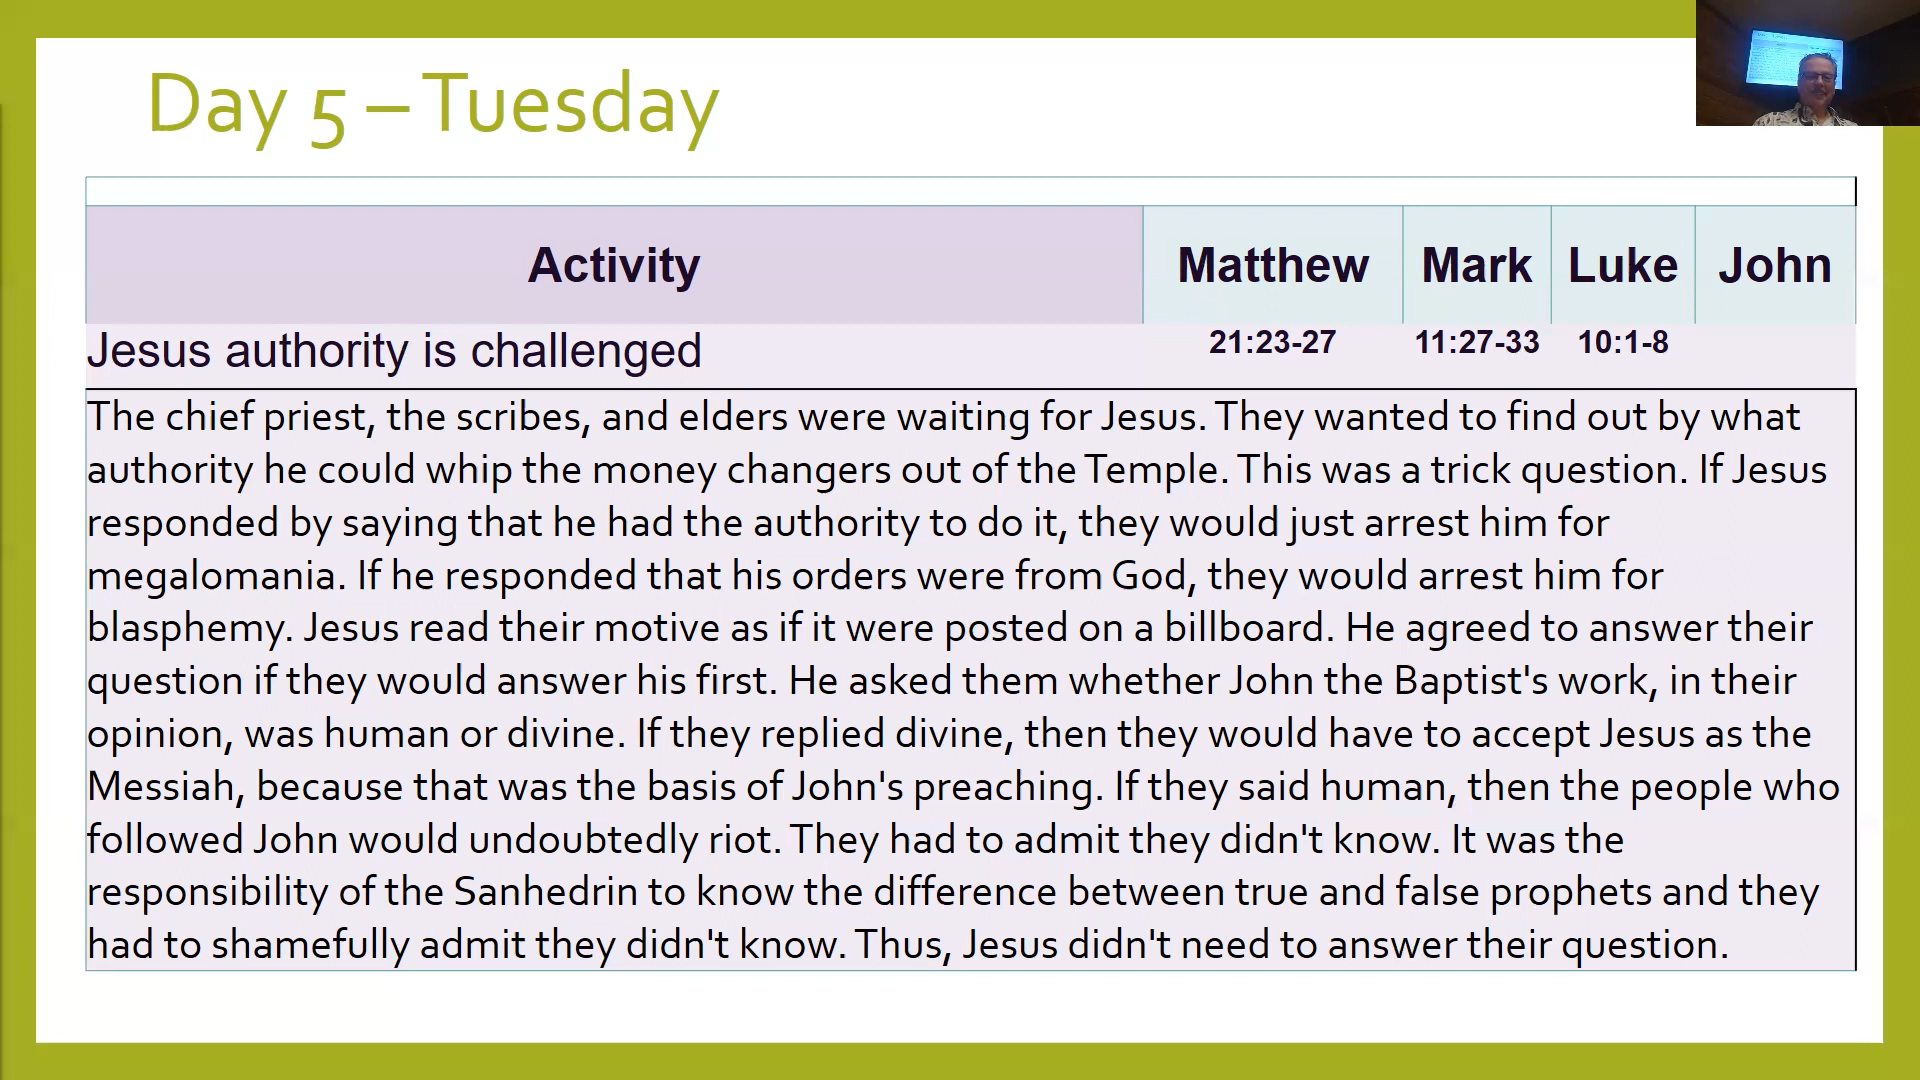 Day 5 – Tuesday
Activity Matthew Mark Luke John
Jesus authority is challenged 21:23-27 11:27-33 10:1-8
The chief priest, the scribes, and elders were waiting for Jesus. They wanted to find out by what
authority he could whip the money changers out of the Temple. This was a trick question. If Jesus
responded by saying that he had the authority to do it, they would just arrest him for
megalomania. If he responded that his orders were from God, they would arrest him for
blasphemy. Jesus read their motive as if it were posted on a billboard. He agreed to answer their
question if they would answer his first. He asked them whether John the Baptist's work, in their
opinion, was human or divine. If they replied divine, then they would have to accept Jesus as the
Messiah, because that was the basis of John's preaching. If they said human, then the people who
followed John would undoubtedly riot. They had to admit they didn't know. It was the
responsibility of the Sanhedrin to know the difference between true and false prophets and they
had to shamefully admit they didn't know. Thus, Jesus didn't need to answer their question.